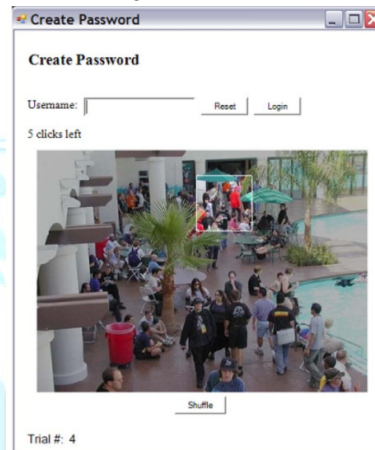 Create Password
Create Password
Username: Reset Login
5 clicks left
Shuffle
Trial #: 4